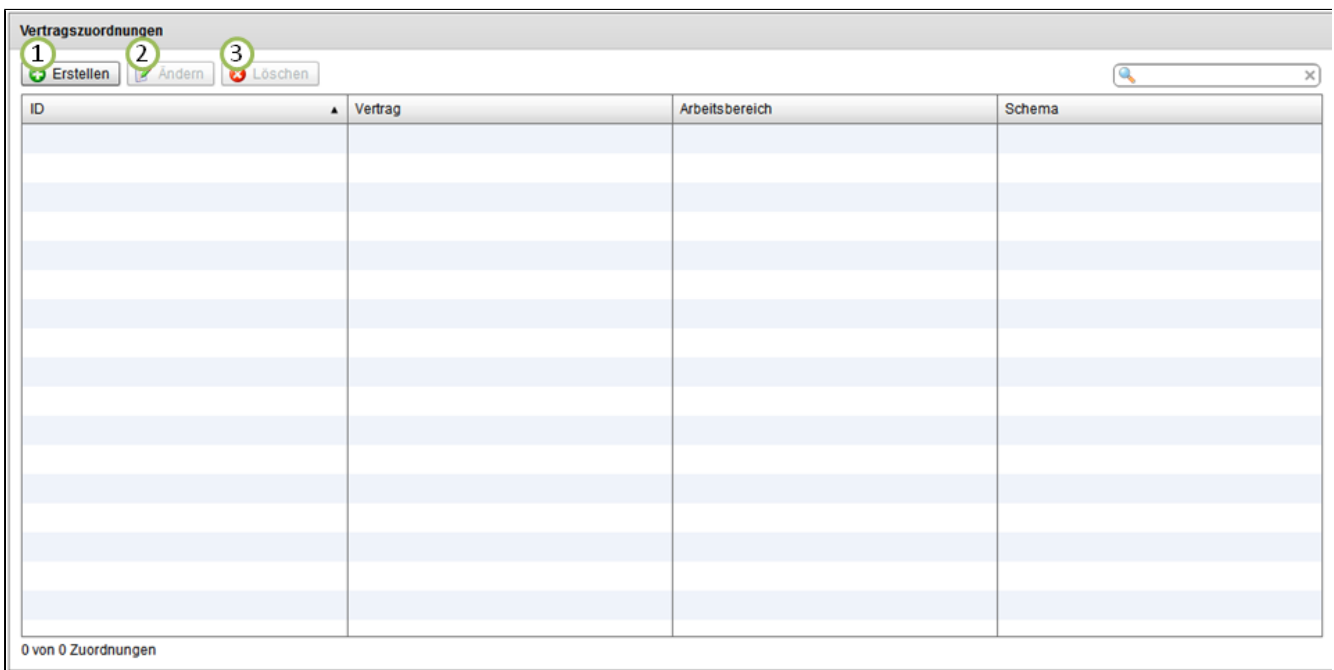 Vertragszuordnungen
1 2 3
Erstellen Ändern Löschen
ID Vertrag Arbeitsbereich Schema
0 von 0 Zuordnungen